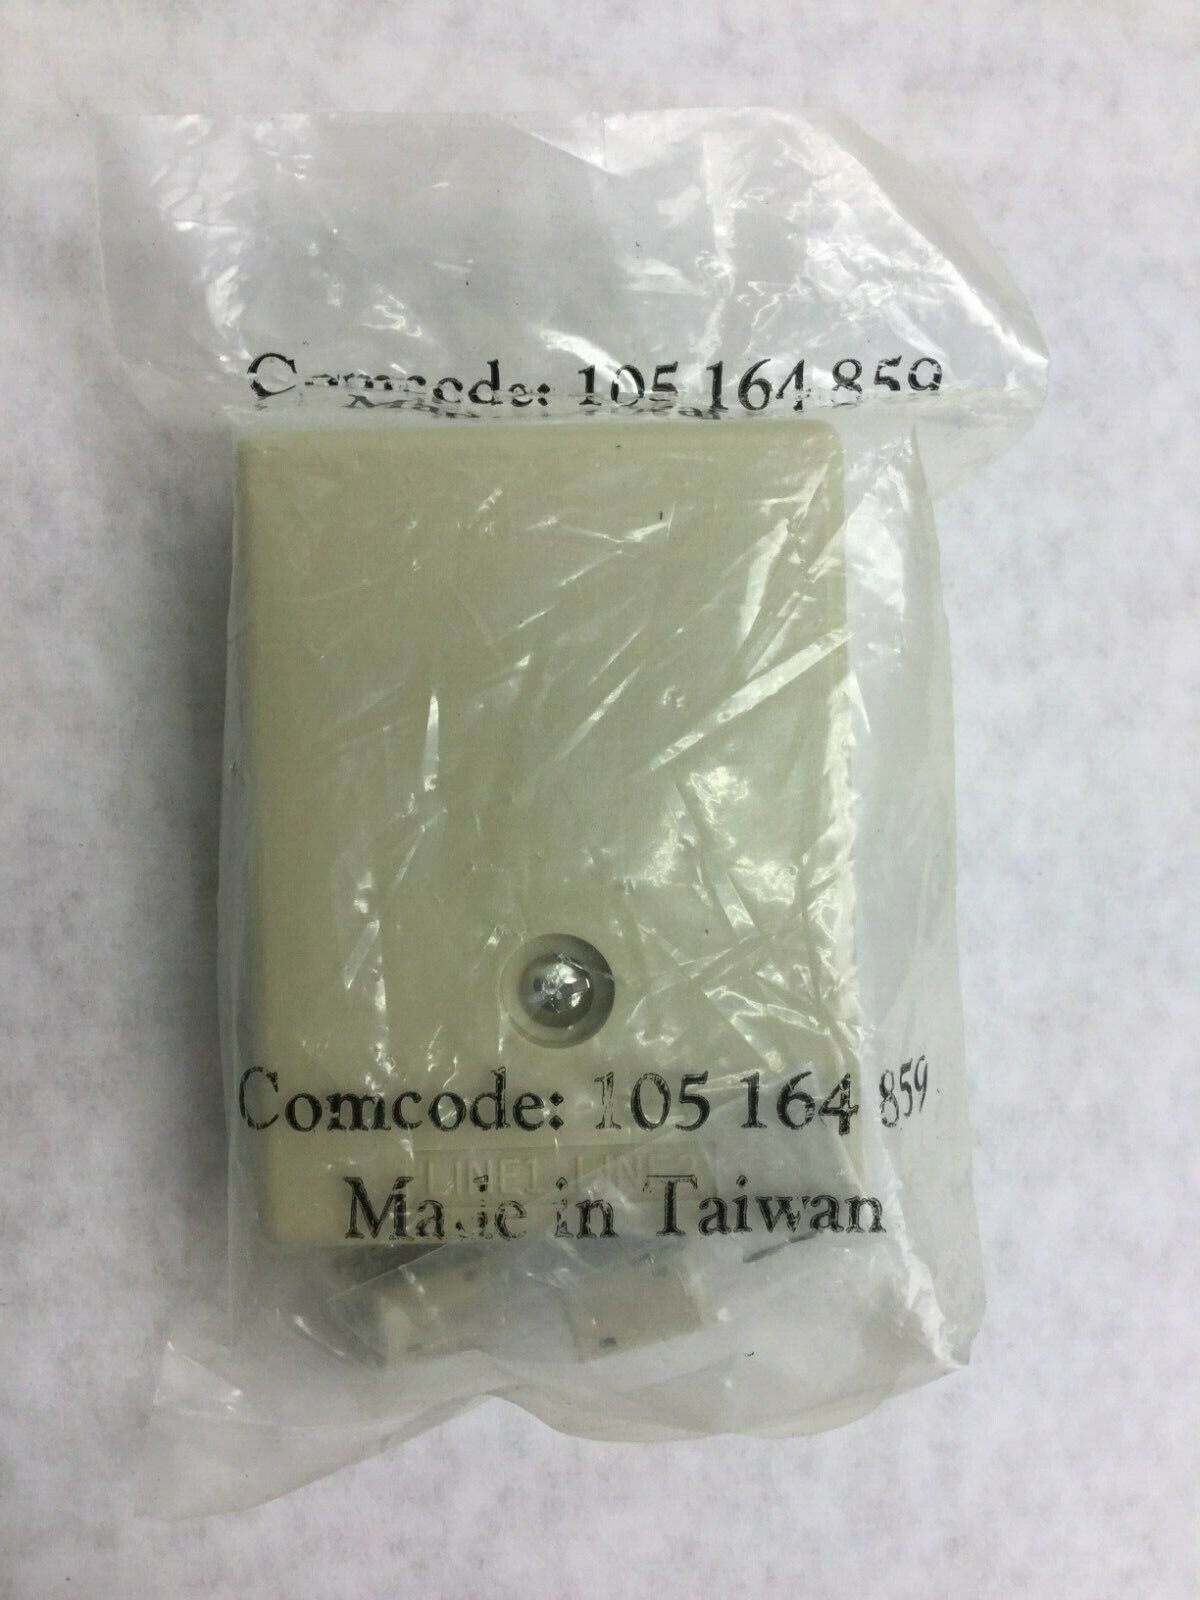 Comcode: 105 164 859
Comcode: 105 164 859
LINE1 LINE2
Made in Taiwan